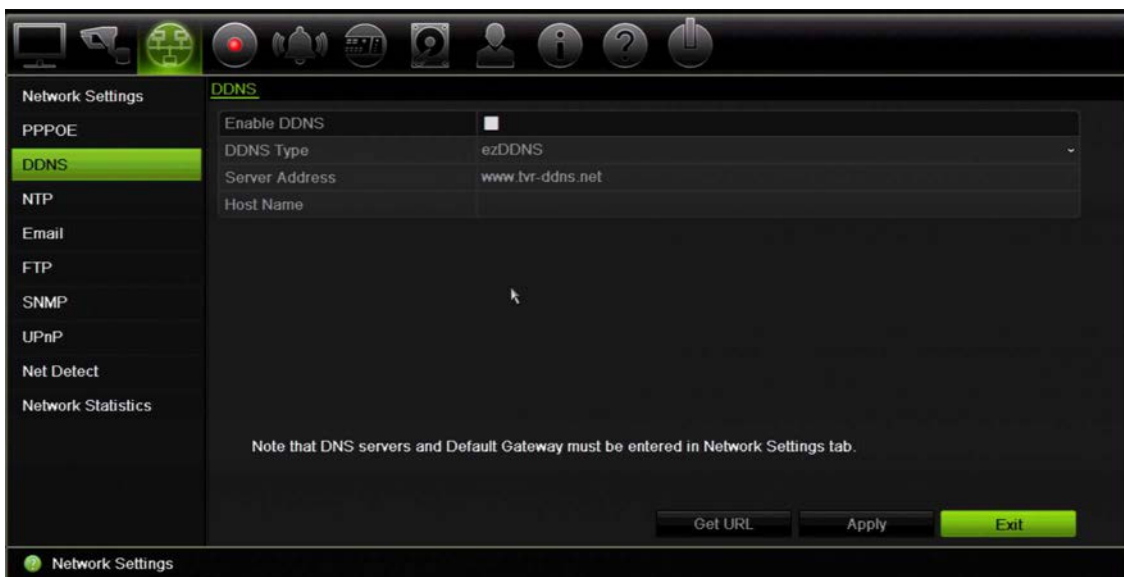 Network Settings
PPPOE
DDNS
NTP
Email
FTP
SNMP
UPnP
Net Detect
Network Statistics
DDNS
Enable DDNS
DDNS Type ezDDNS
Server Address www.tvr-ddns.net
Host Name
Note that DNS servers and Default Gateway must be entered in Network Settings tab.
Get URL Apply Exit
? Network Settings